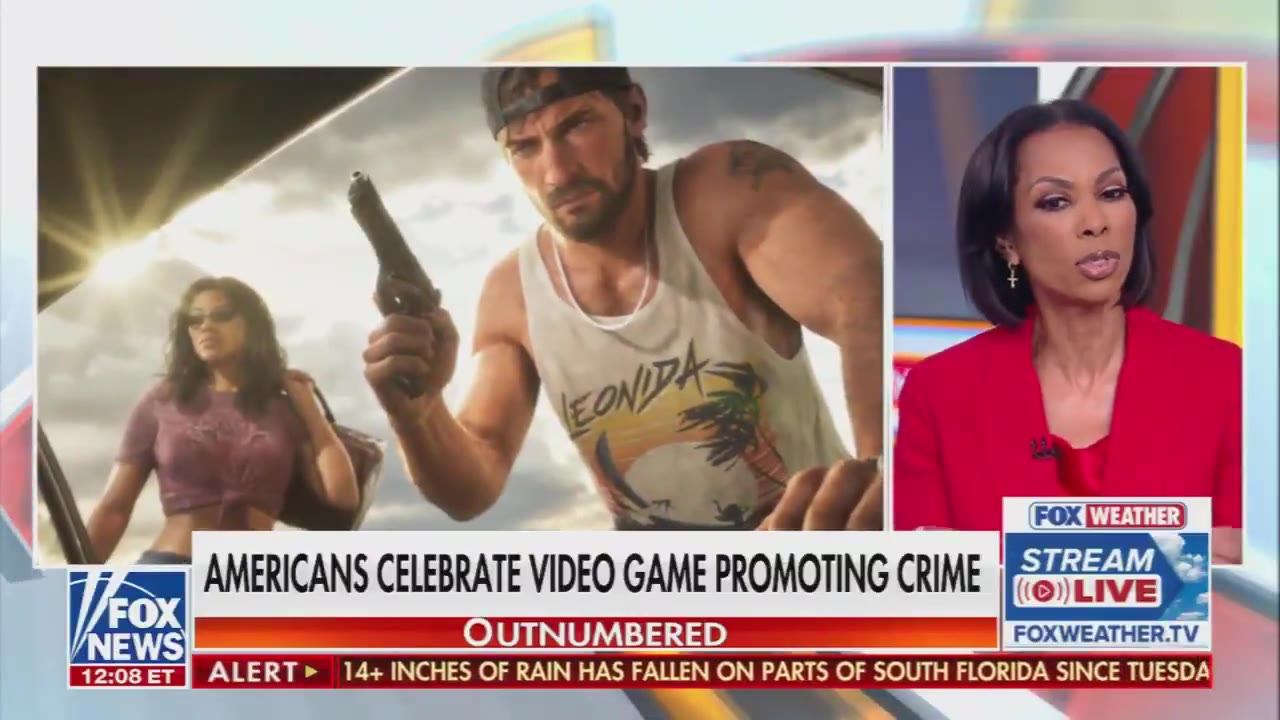 LEONIDA
FOX WEATHER
STREAM
LIVE
FOXWEATHER.TV
AMERICANS CELEBRATE VIDEO GAME PROMOTING CRIME
OUTNUMBERED
FOX
NEWS
12:08 ET
ALERT
14+ INCHES OF RAIN HAS FALLEN ON PARTS OF SOUTH FLORIDA SINCE TUESDA